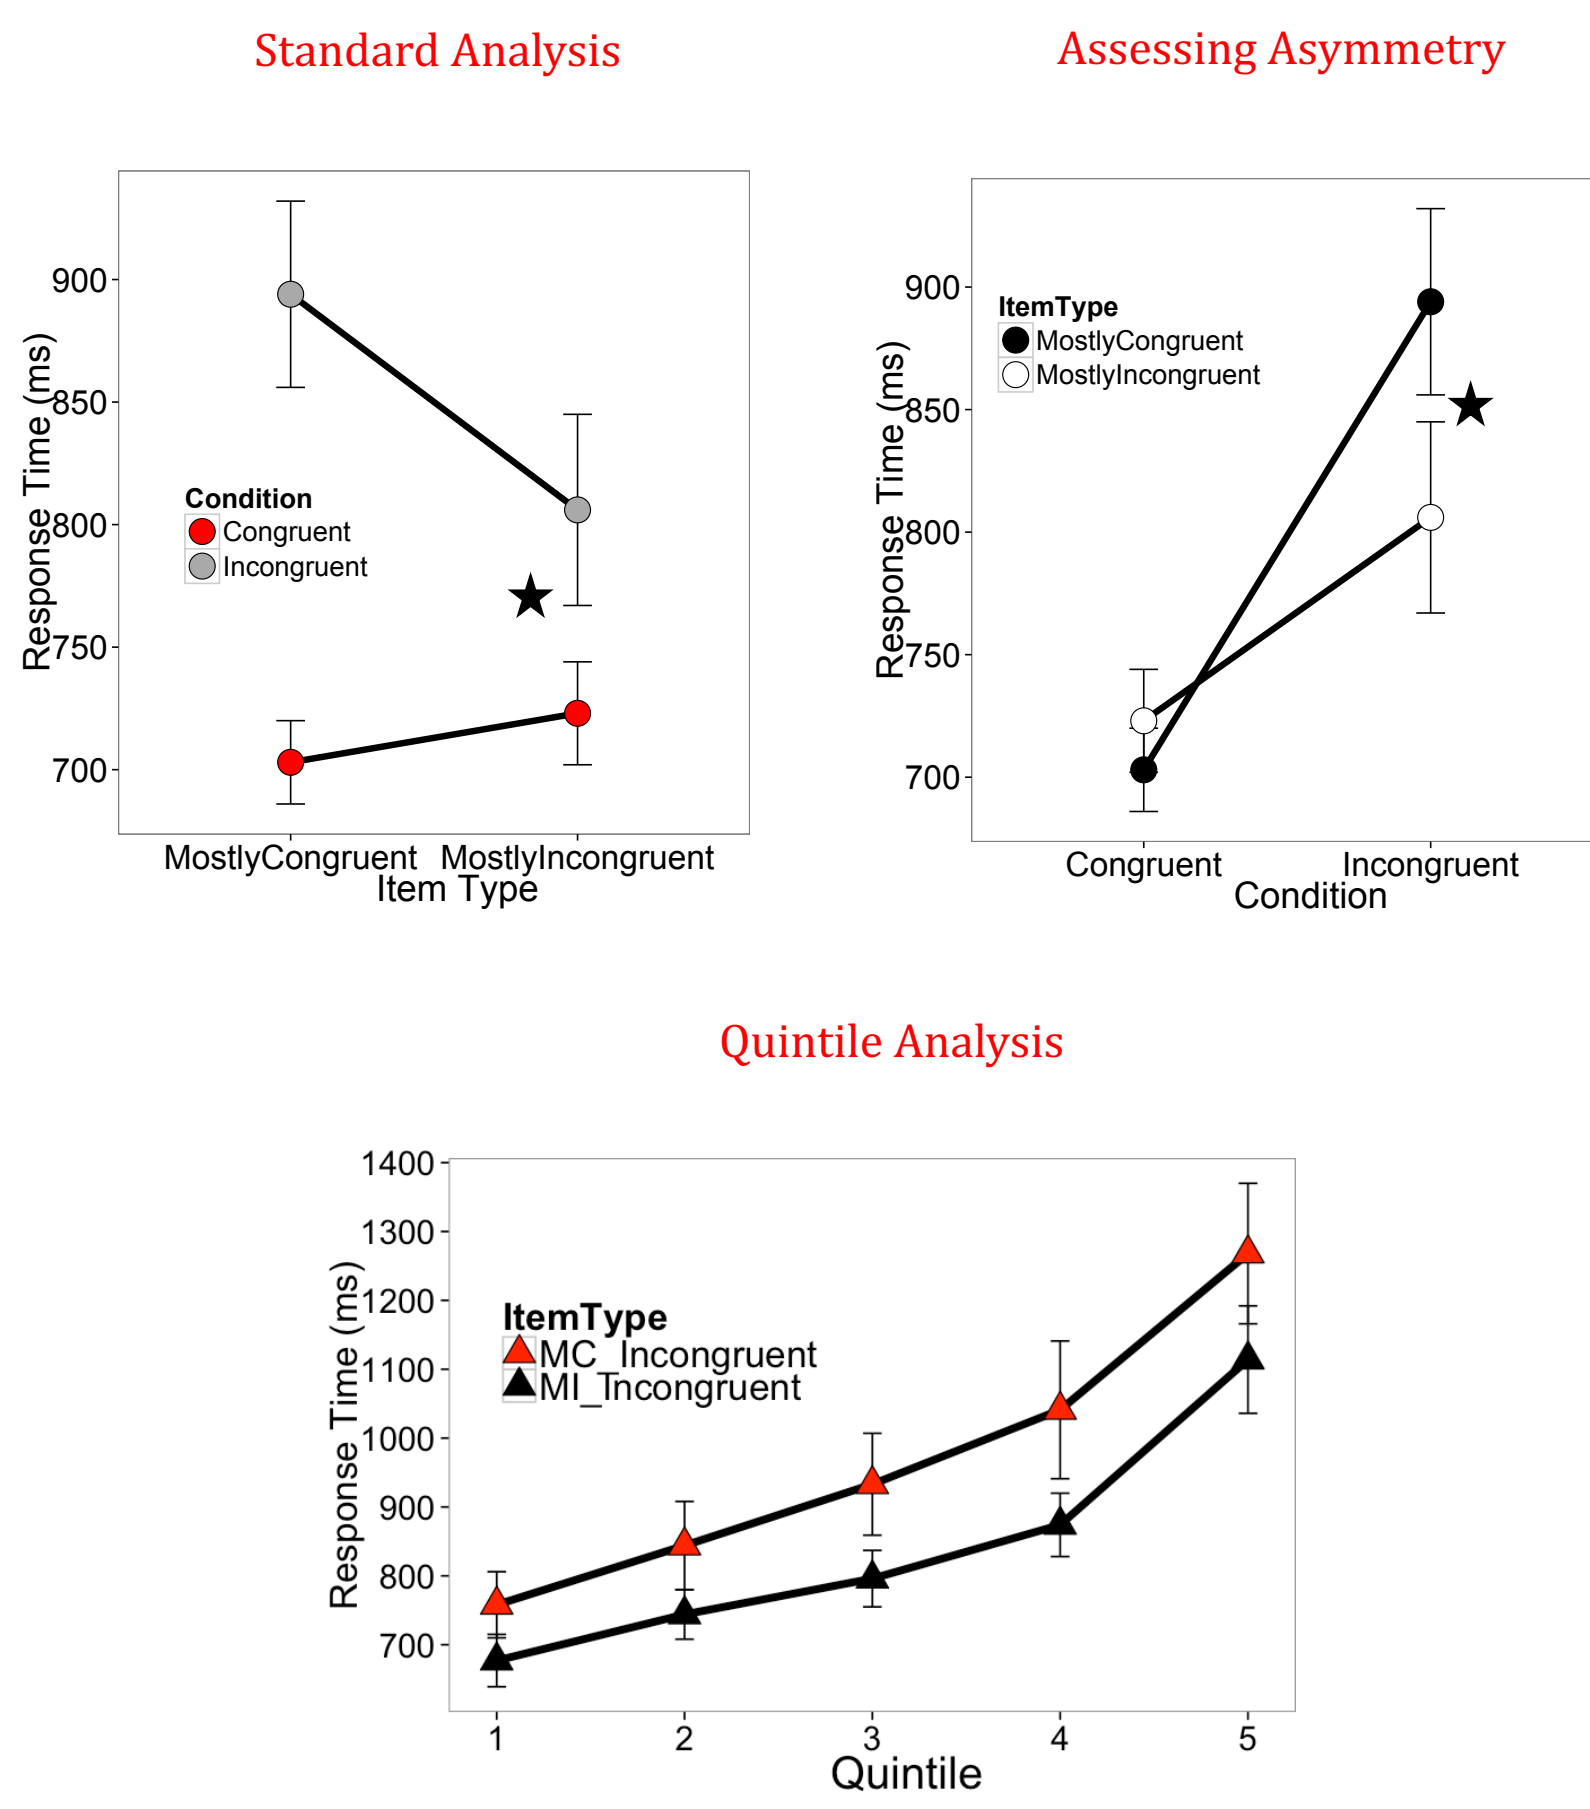 Standard Analysis
Assessing Asymmetry
900
850
800
750
700
Response Time (ms)
Condition
Congruent
Incongruent
MostlyCongruent MostlyIncongruent
Item Type
900
850
800
750
700
Response Time (ms)
ItemType
MostlyCongruent
MostlyIncongruent
Congruent Incongruent
Condition
Quintile Analysis
1400
1300
1200
1100
1000
900
800
700
Response Time (ms)
ItemType
MC_Incongruent
MI_Incongruent
1 2 3 4 5
Quintile